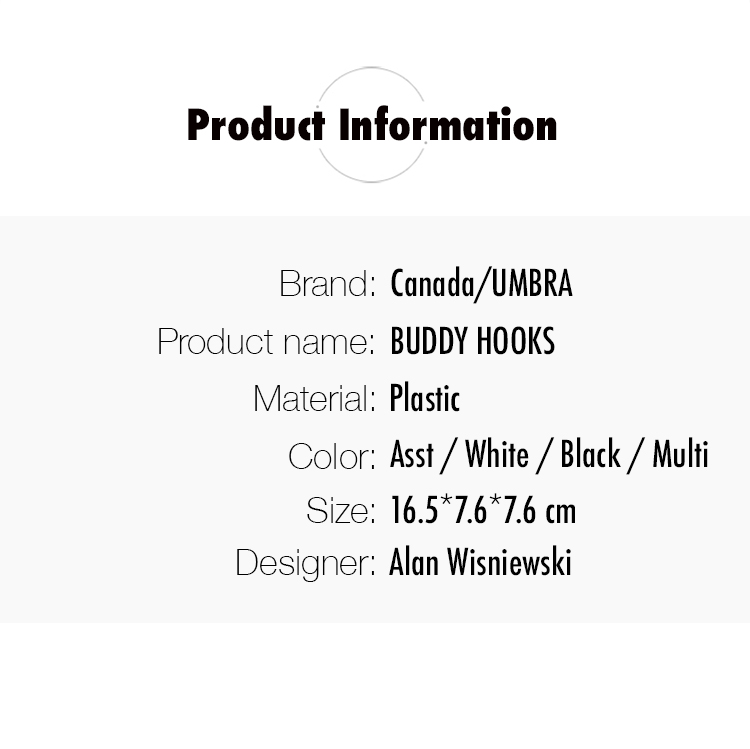 Product Information
Brand: Canada/UMBRA
Product name: BUDDY HOOKS
Material: Plastic
Color: Asst / White / Black / Multi
Size: 16.5*7.6*7.6 cm
Designer: Alan Wisniewski